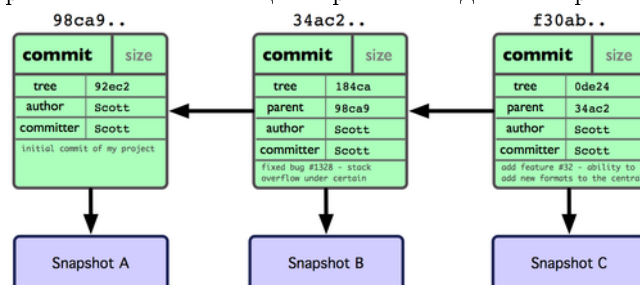 98ca9..
commit size
tree 92ec2
author Scott
committer Scott
initial commit of my project
Snapshot A
34ac2..
commit size
tree 184ca
parent 98ca9
author Scott
committer Scott
fixed bug #1328 - stack
overflow under certain
Snapshot B
f30ab..
commit size
tree 0de24
parent 34ac2
author Scott
committer Scott
add feature #32 - ability to
add new formats to the centra
Snapshot C